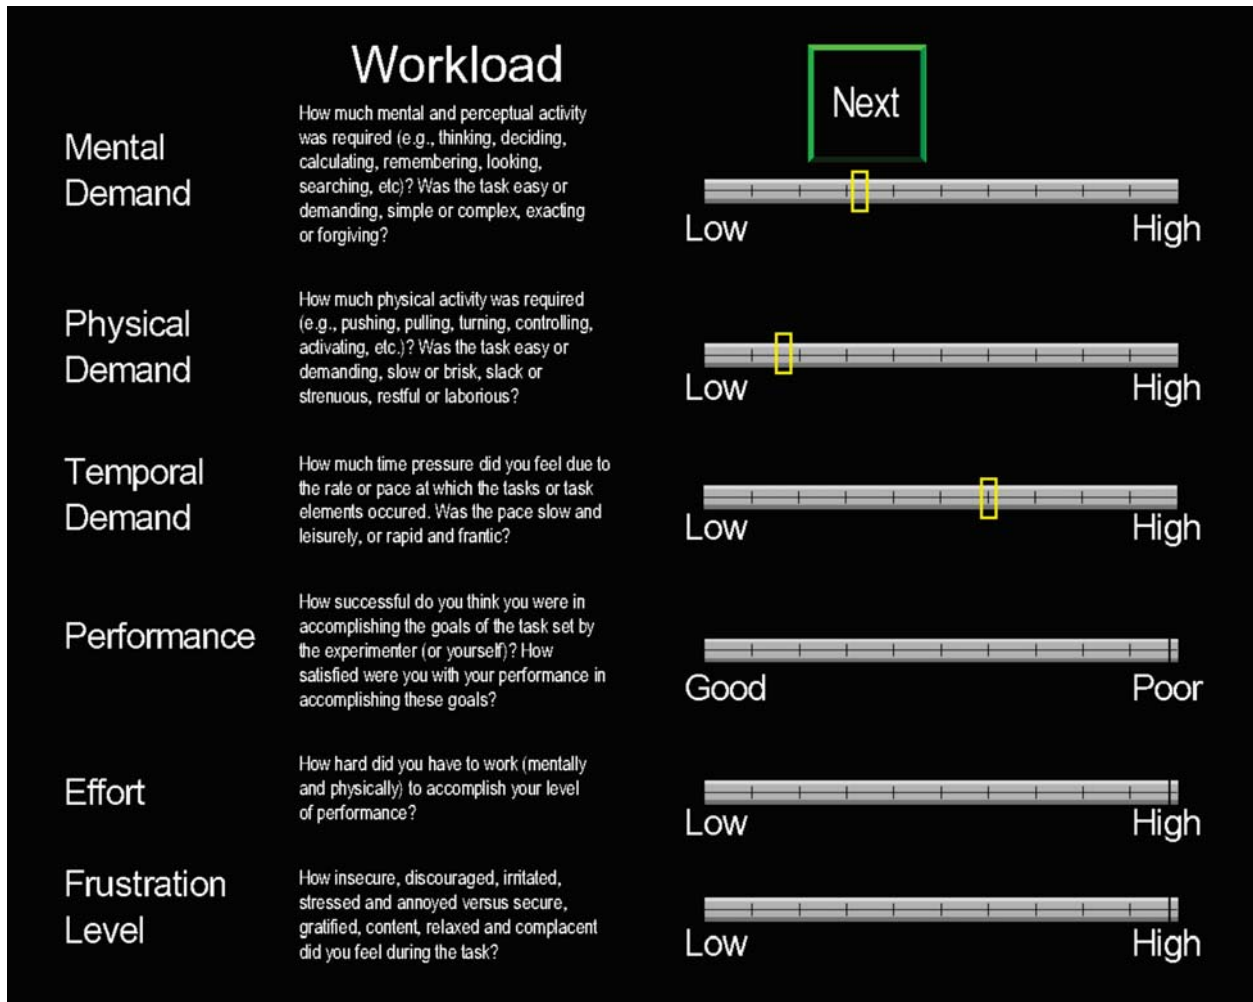 Workload
Next
Mental
Demand
How much mental and perceptual activity
was required (e.g., thinking, deciding,
calculating, remembering, looking,
searching, etc)? Was the task easy or
demanding, simple or complex, exacting
or forgiving?
Low
High
Physical
Demand
How much physical activity was required
(e.g., pushing, pulling, turning, controlling,
activating, etc.)? Was the task easy or
demanding, slow or brisk, slack or
strenuous, restful or laborious?
Low
High
Temporal
Demand
How much time pressure did you feel due to
the rate or pace at which the tasks or task
elements occured. Was the pace slow and
leisurely, or rapid and frantic?
Low
High
Performance
How successful do you think you were in
accomplishing the goals of the task set by
the experimenter (or yourself)? How
satisfied were you with your performance in
accomplishing these goals?
Good
Poor
Effort
How hard did you have to work (mentally
and physically) to accomplish your level
of performance?
Low
High
Frustration
Level
How insecure, discouraged, irritated,
stressed and annoyed versus secure,
gratified, content, relaxed and complacent
did you feel during the task?
Low
High